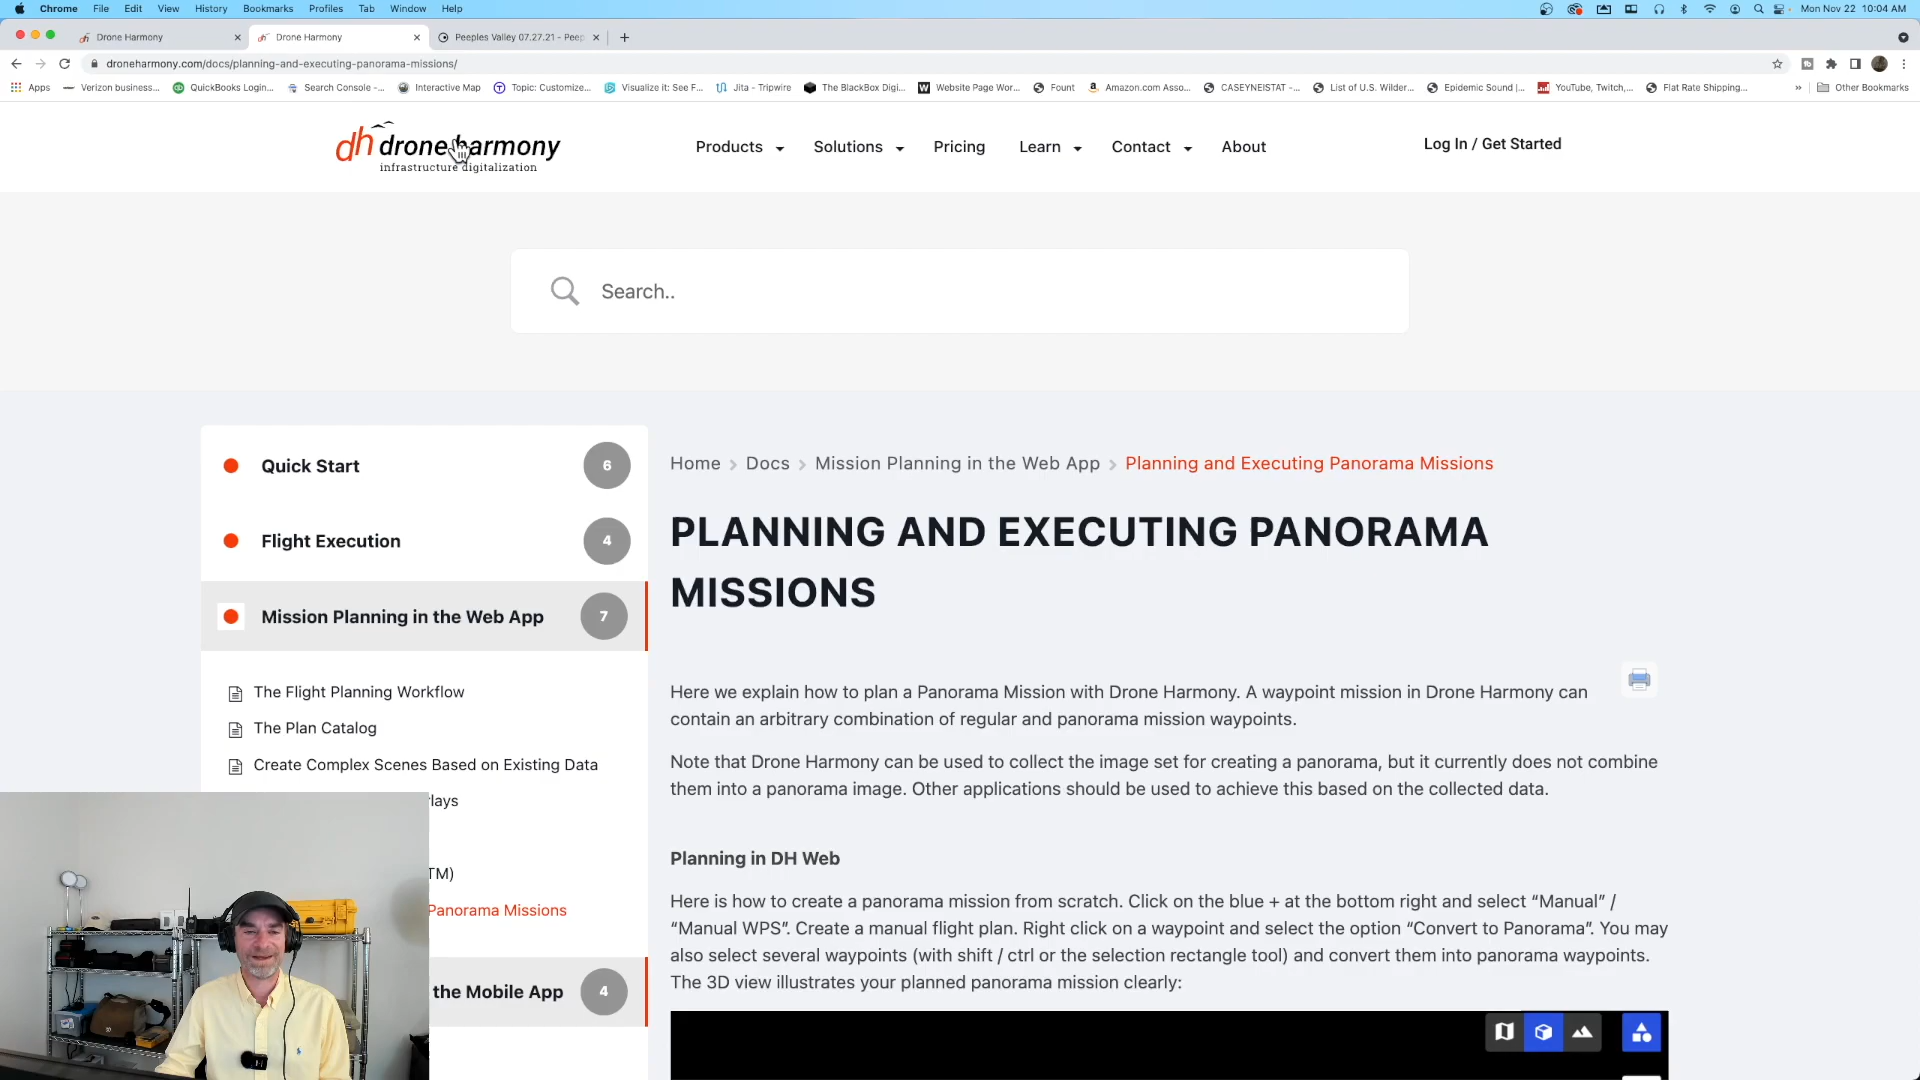 Chrome File Edit View History Bookmarks Profiles Tab Window Help Mon Nov 22 10:04 AM
Drone Harmony Drone Harmony Peeples Valley 07.27.21 - Peep
droneharmony.com/docs/planning-and-executing-panorama-missions/
Apps Verizon business... QuickBooks Login... Search Console -... Interactive Map Topic: Customize... Visualize it: See F... Jita - Tripwire The BlackBox Digi... Website Page Wor... Fount Amazon.com Asso... CASEYNEISTAT -... List of U.S. Wilder... Epidemic Sound |... YouTube, Twitch,... Flat Rate Shipping... » Other Bookmarks
dh droneharmony
infrastructure digitalization
Products Solutions Pricing Learn Contact About Log In / Get Started
Search..
Quick Start 6
Flight Execution 4
Mission Planning in the Web App 7
The Flight Planning Workflow
The Plan Catalog
Create Complex Scenes Based on Existing Data
lays
TM)
Panorama Missions
the Mobile App 4
Home > Docs > Mission Planning in the Web App > Planning and Executing Panorama Missions
PLANNING AND EXECUTING PANORAMA
MISSIONS
Here we explain how to plan a Panorama Mission with Drone Harmony. A waypoint mission in Drone Harmony can
contain an arbitrary combination of regular and panorama mission waypoints.
Note that Drone Harmony can be used to collect the image set for creating a panorama, but it currently does not combine
them into a panorama image. Other applications should be used to achieve this based on the collected data.
Planning in DH Web
Here is how to create a panorama mission from scratch. Click on the blue + at the bottom right and select “Manual” /
“Manual WPS”. Create a manual flight plan. Right click on a waypoint and select the option “Convert to Panorama”. You may
also select several waypoints (with shift / ctrl or the selection rectangle tool) and convert them into panorama waypoints.
The 3D view illustrates your planned panorama mission clearly: